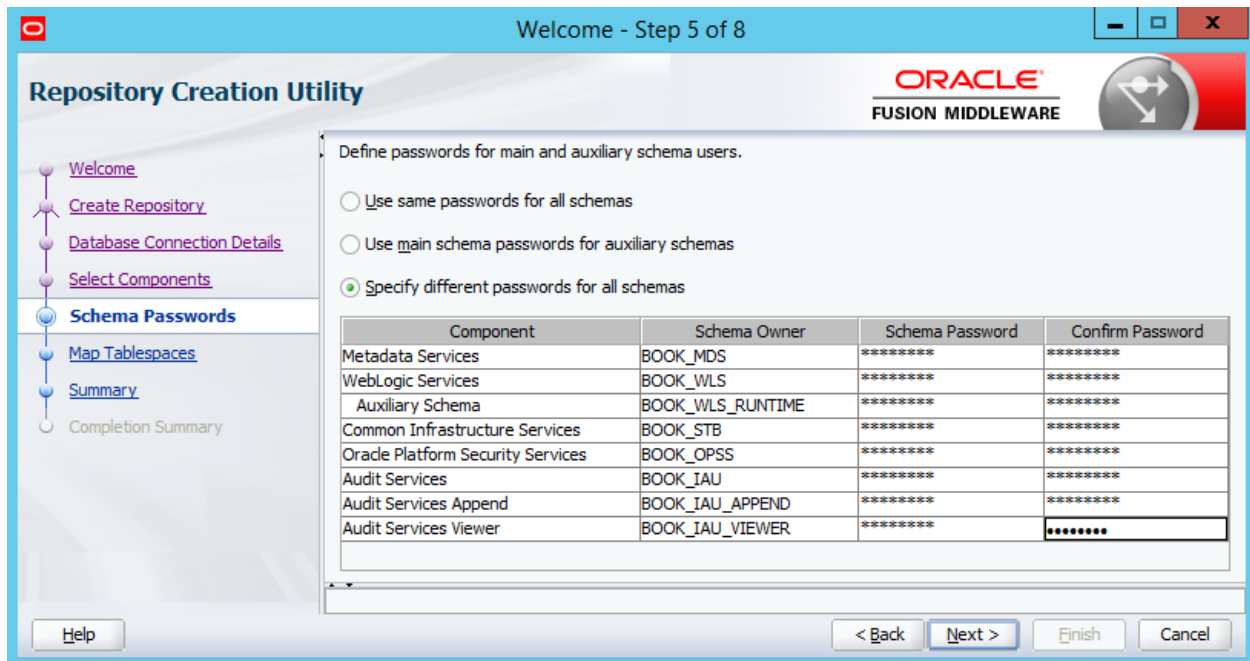 Welcome - Step 5 of 8
Repository Creation Utility
ORACLE
FUSION MIDDLEWARE
Welcome
Create Repository
Database Connection Details
Select Components
Schema Passwords
Map Tablespaces
Summary
Completion Summary
Define passwords for main and auxiliary schema users.
Use same passwords for all schemas
Use main schema passwords for auxiliary schemas
Specify different passwords for all schemas
Component Schema Owner Schema Password Confirm Password
Metadata Services BOOK_MDS ******** ********
WebLogic Services BOOK_WLS ******** ********
Auxiliary Schema BOOK_WLS_RUNTIME ******** ********
Common Infrastructure Services BOOK_STB ******** ********
Oracle Platform Security Services BOOK_OPSS ******** ********
Audit Services BOOK_IAU ******** ********
Audit Services Append BOOK_IAU_APPEND ******** ********
Audit Services Viewer BOOK_IAU_VIEWER ******** ••••••••
Help < Back Next > Finish Cancel